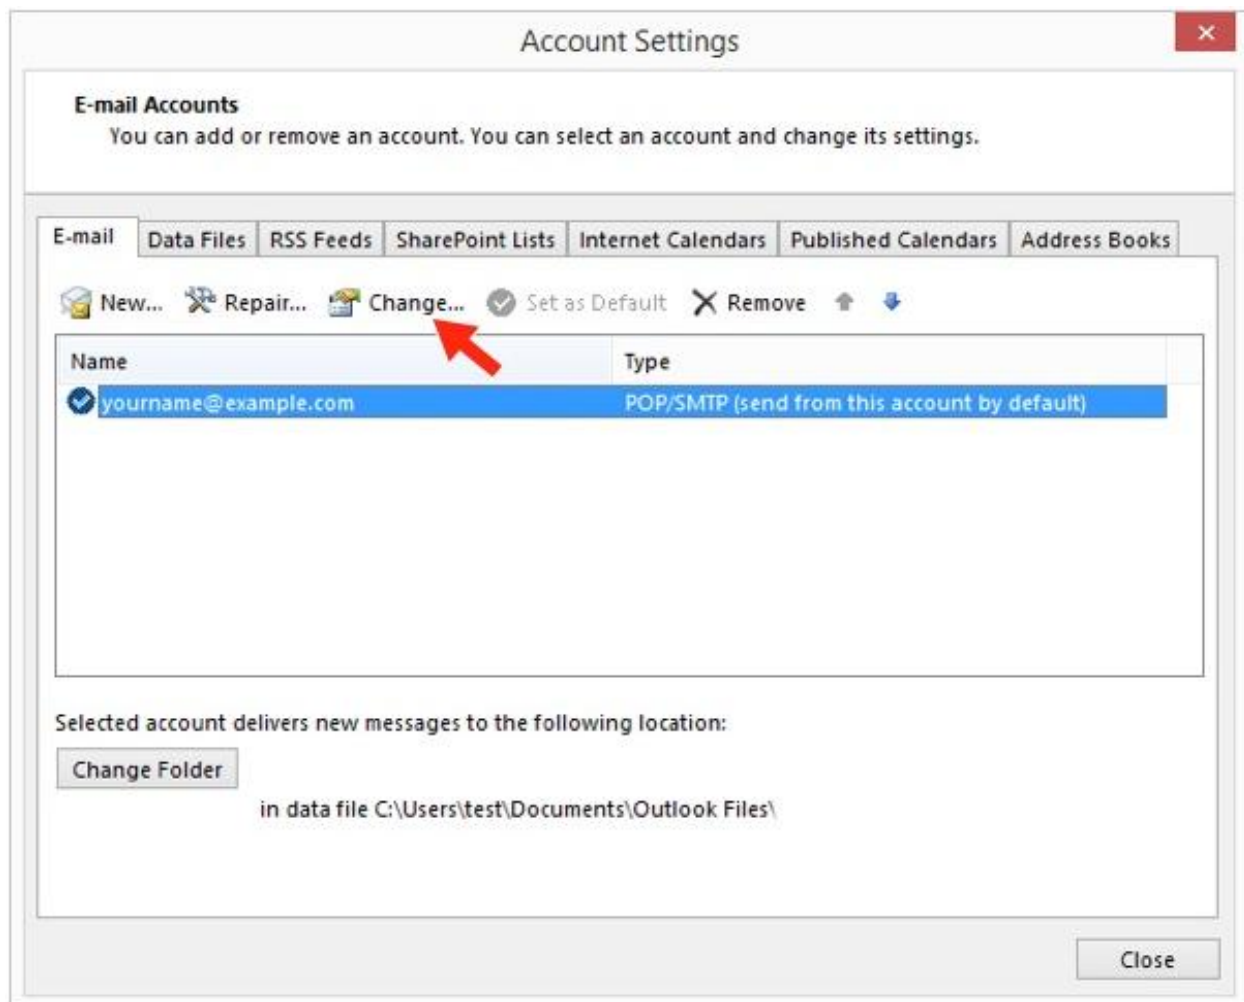 Account Settings
E-mail Accounts
You can add or remove an account. You can select an account and change its settings.
E-mail Data Files RSS Feeds SharePoint Lists Internet Calendars Published Calendars Address Books
New... Repair... Change... Set as Default Remove
Name Type
yourname@example.com POP/SMTP (send from this account by default)
Selected account delivers new messages to the following location:
Change Folder
in data file C:\Users\test\Documents\Outlook Files\
Close